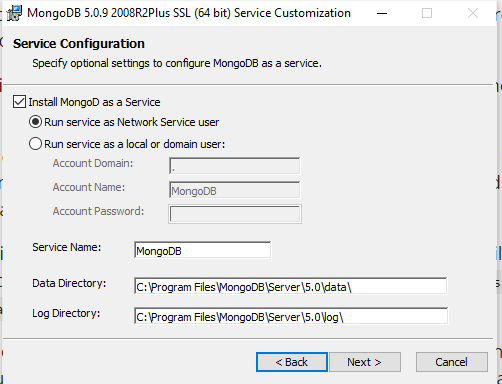 MongoDB 5.0.9 2008R2Plus SSL (64 bit) Service Customization
Service Configuration
Specify optional settings to configure MongoDB as a service.
Install MongoD as a Service
Run service as Network Service user
Run service as a local or domain user:
Account Domain: .
Account Name: MongoDB
Account Password:
Service Name: MongoDB
Data Directory: C:\Program Files\MongoDB\Server\5.0\data\
Log Directory: C:\Program Files\MongoDB\Server\5.0\log\
< Back Next > Cancel